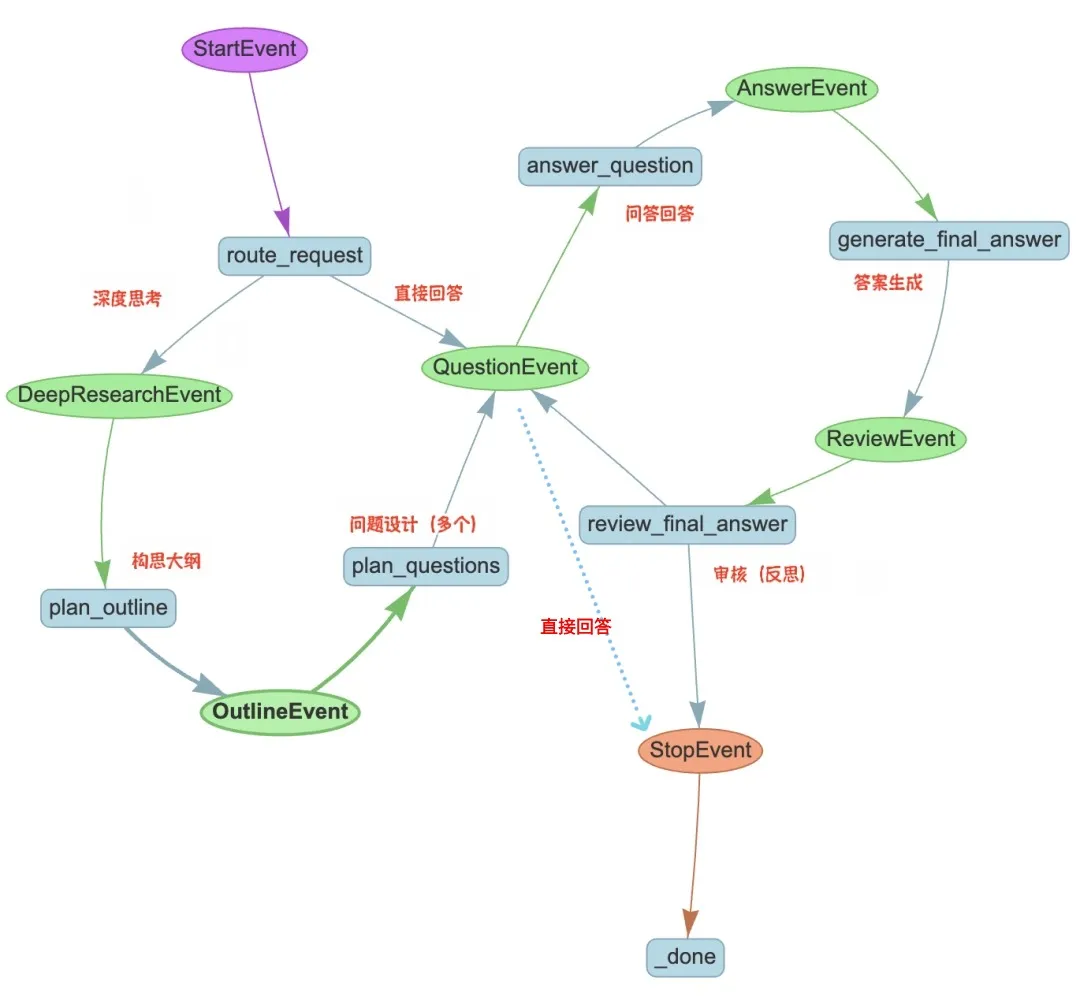 StartEvent
AnswerEvent
answer_question
问答回答
generate_final_answer
route_request
答案生成
深度思考
直接回答
QuestionEvent
DeepResearchEvent
ReviewEvent
问题设计（多个）
review_final_answer
构思大纲
plan_questions
审核（反思）
plan_outline
直接回答
OutlineEvent
StopEvent
_done